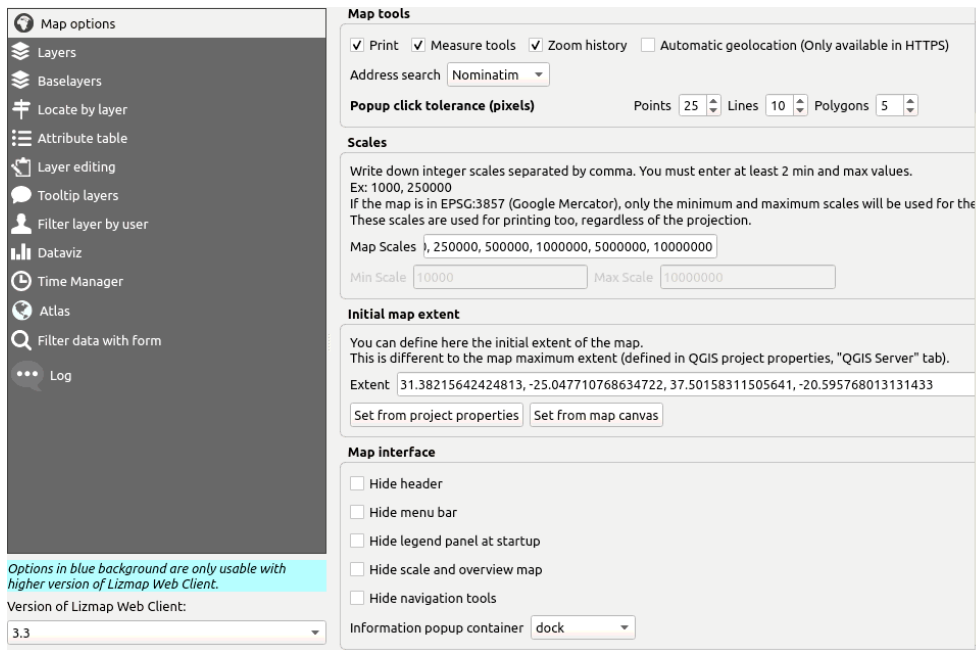 Map options
Layers
Baselayers
Locate by layer
Attribute table
Layer editing
Tooltip layers
Filter layer by user
Dataviz
Time Manager
Atlas
Filter data with form
Log
Options in blue background are only usable with
higher version of Lizmap Web Client.
Version of Lizmap Web Client:
3.3
Map tools
Print Measure tools Zoom history Automatic geolocation (Only available in HTTPS)
Address search Nominatim
Popup click tolerance (pixels) Points 25 Lines 10 Polygons 5
Scales
Write down integer scales separated by comma. You must enter at least 2 min and max values.
Ex: 1000, 250000
If the map is in EPSG:3857 (Google Mercator), only the minimum and maximum scales will be used for the
These scales are used for printing too, regardless of the projection.
Map Scales , 250000, 500000, 1000000, 5000000, 10000000
Min Scale 10000 Max Scale 10000000
Initial map extent
You can define here the initial extent of the map.
This is different to the map maximum extent (defined in QGIS project properties, "QGIS Server" tab).
Extent 31.38215642424813, -25.047710768634722, 37.50158311505641, -20.595768013131433
Set from project properties Set from map canvas
Map interface
Hide header
Hide menu bar
Hide legend panel at startup
Hide scale and overview map
Hide navigation tools
Information popup container dock